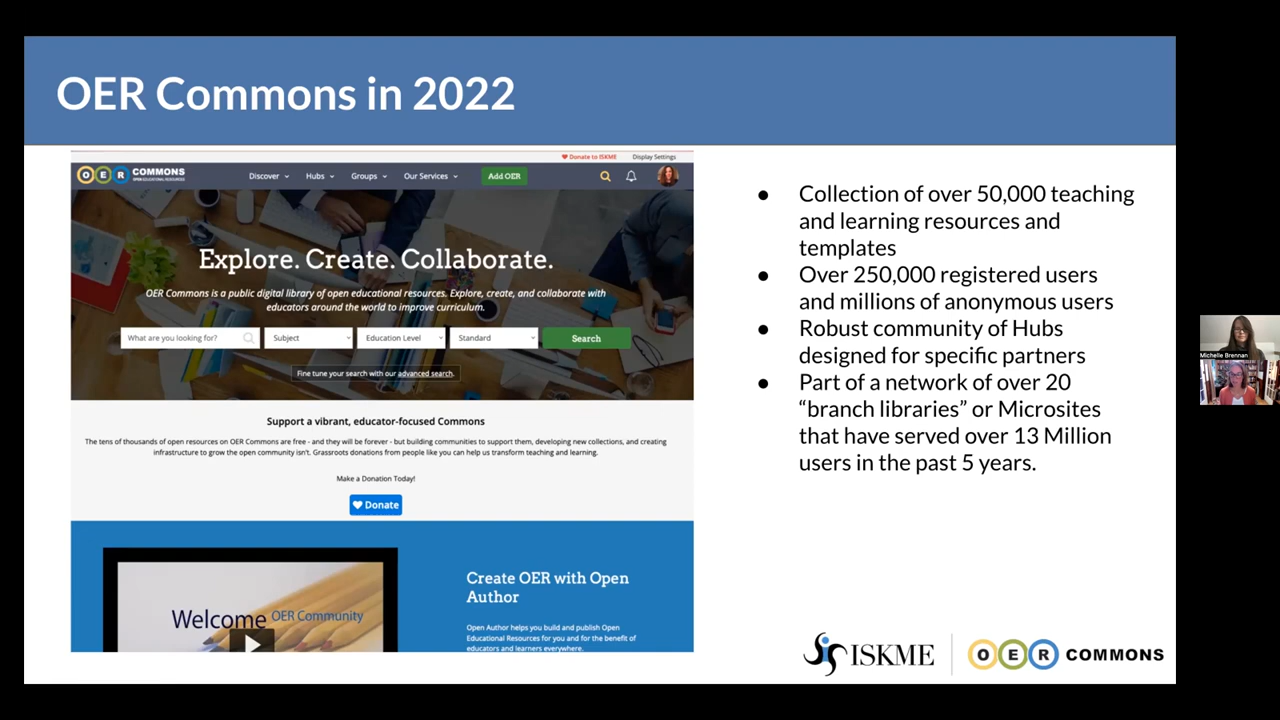 OER Commons in 2022
Donate to ISKME
Display Settings
O E R COMMONS
OPEN EDUCATIONAL RESOURCES
Discover
Hubs
Groups
Our Services
Add OER
Explore. Create. Collaborate.
OER Commons is a public digital library of open educational resources. Explore, create, and collaborate with
educators around the world to improve curriculum.
What are you looking for?
Subject
Education Level
Standard
Search
Fine tune your search with our advanced search.
Support a vibrant, educator-focused Commons
The tens of thousands of open resources on OER Commons are free - and they will be forever - but building communities to support them, developing new collections, and creating
infrastructure to grow the open community isn't. Grassroots donations from people like you can help us transform teaching and learning.
Make a Donation Today!
Donate
Welcome OER Community
Create OER with Open
Author
Open Author helps you build and publish Open
Educational Resources for you and for the benefit of
educators and learners everywhere.
● Collection of over 50,000 teaching
and learning resources and
templates
● Over 250,000 registered users
and millions of anonymous users
● Robust community of Hubs
designed for specific partners
● Part of a network of over 20
“branch libraries” or Microsites
that have served over 13 Million
users in the past 5 years.
ISKME
O E R COMMONS
Michelle Brennan